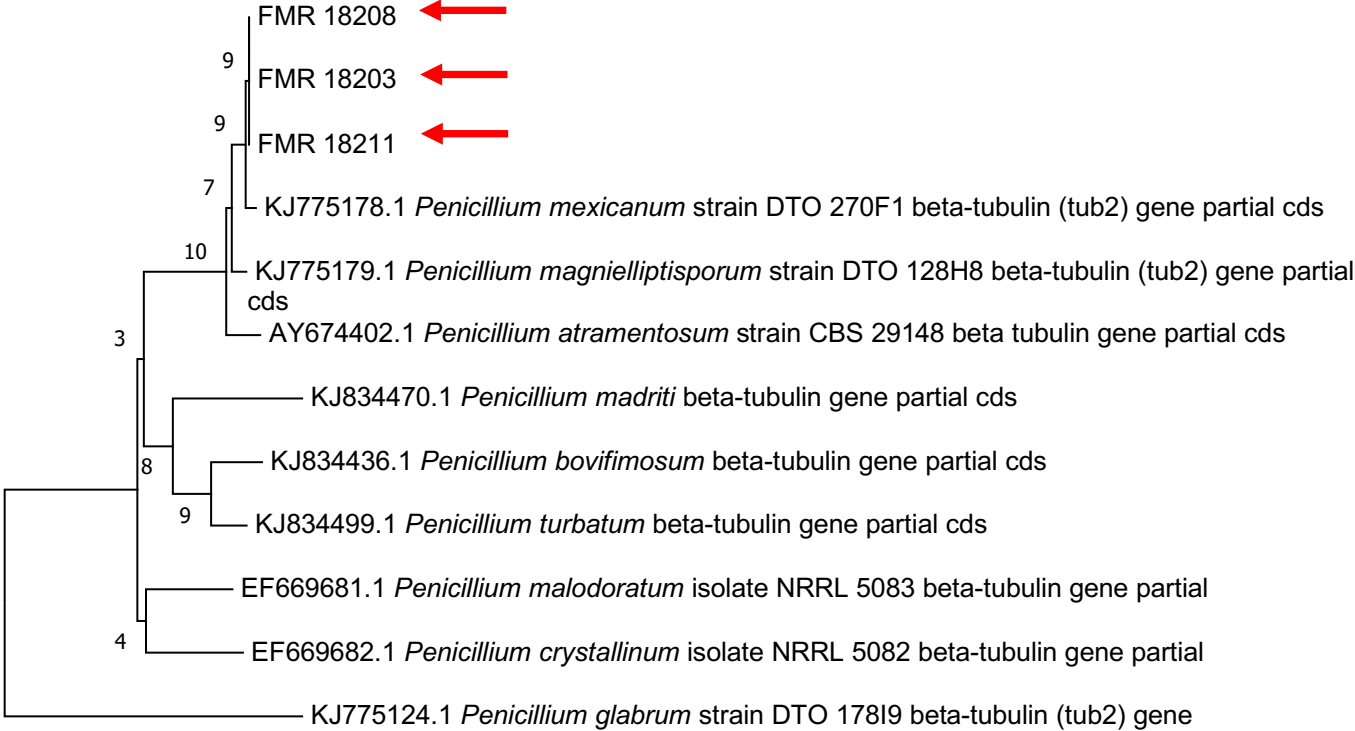 FMR 18208
9
FMR 18203
9
FMR 18211
7
KJ775178.1 Penicillium mexicanum strain DTO 270F1 beta-tubulin (tub2) gene partial cds
10
KJ775179.1 Penicillium magnielliptisporum strain DTO 128H8 beta-tubulin (tub2) gene partial
cds
3
AY674402.1 Penicillium atramentosum strain CBS 29148 beta tubulin gene partial cds
KJ834470.1 Penicillium madriti beta-tubulin gene partial cds
8
KJ834436.1 Penicillium bovifimosum beta-tubulin gene partial cds
9
KJ834499.1 Penicillium turbatum beta-tubulin gene partial cds
EF669681.1 Penicillium malodoratum isolate NRRL 5083 beta-tubulin gene partial
4
EF669682.1 Penicillium crystallinum isolate NRRL 5082 beta-tubulin gene partial
KJ775124.1 Penicillium glabrum strain DTO 178I9 beta-tubulin (tub2) gene